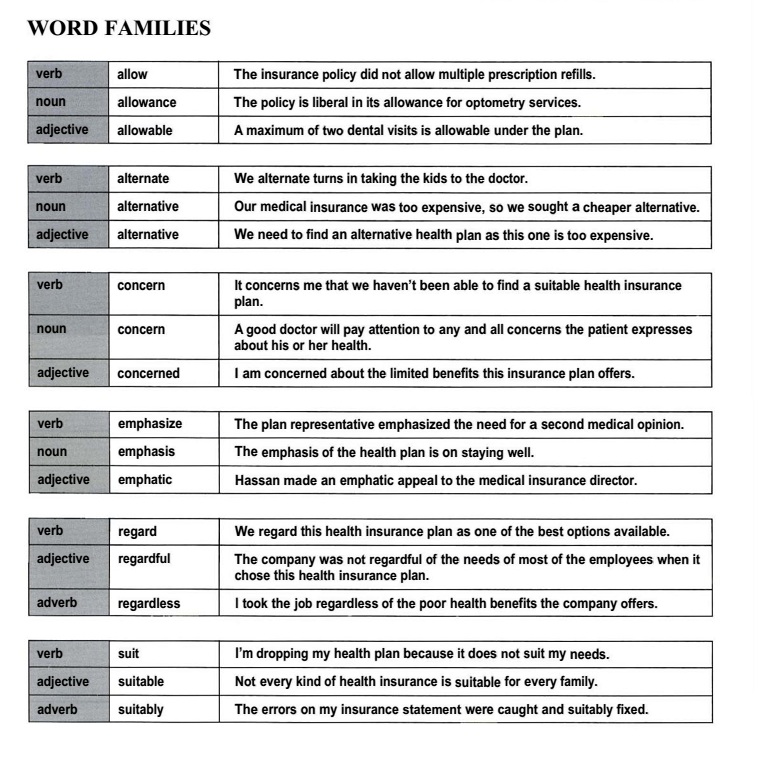 WORD FAMILIES
verb allow The insurance policy did not allow multiple prescription refills.
noun allowance The policy is liberal in its allowance for optometry services.
adjective allowable A maximum of two dental visits is allowable under the plan.
verb alternate We alternate turns in taking the kids to the doctor.
noun alternative Our medical insurance was too expensive, so we sought a cheaper alternative.
adjective alternative We need to find an alternative health plan as this one is too expensive.
verb concern It concerns me that we haven't been able to find a suitable health insurance
plan.
noun concern A good doctor will pay attention to any and all concerns the patient expresses
about his or her health.
adjective concerned I am concerned about the limited benefits this insurance plan offers.
verb emphasize The plan representative emphasized the need for a second medical opinion.
noun emphasis The emphasis of the health plan is on staying well.
adjective emphatic Hassan made an emphatic appeal to the medical insurance director.
verb regard We regard this health insurance plan as one of the best options available.
adjective regardful The company was not regardful of the needs of most of the employees when it
chose this health insurance plan.
adverb regardless I took the job regardless of the poor health benefits the company offers.
verb suit I'm dropping my health plan because it does not suit my needs.
adjective suitable Not every kind of health insurance is suitable for every family.
adverb suitably The errors on my insurance statement were caught and suitably fixed.